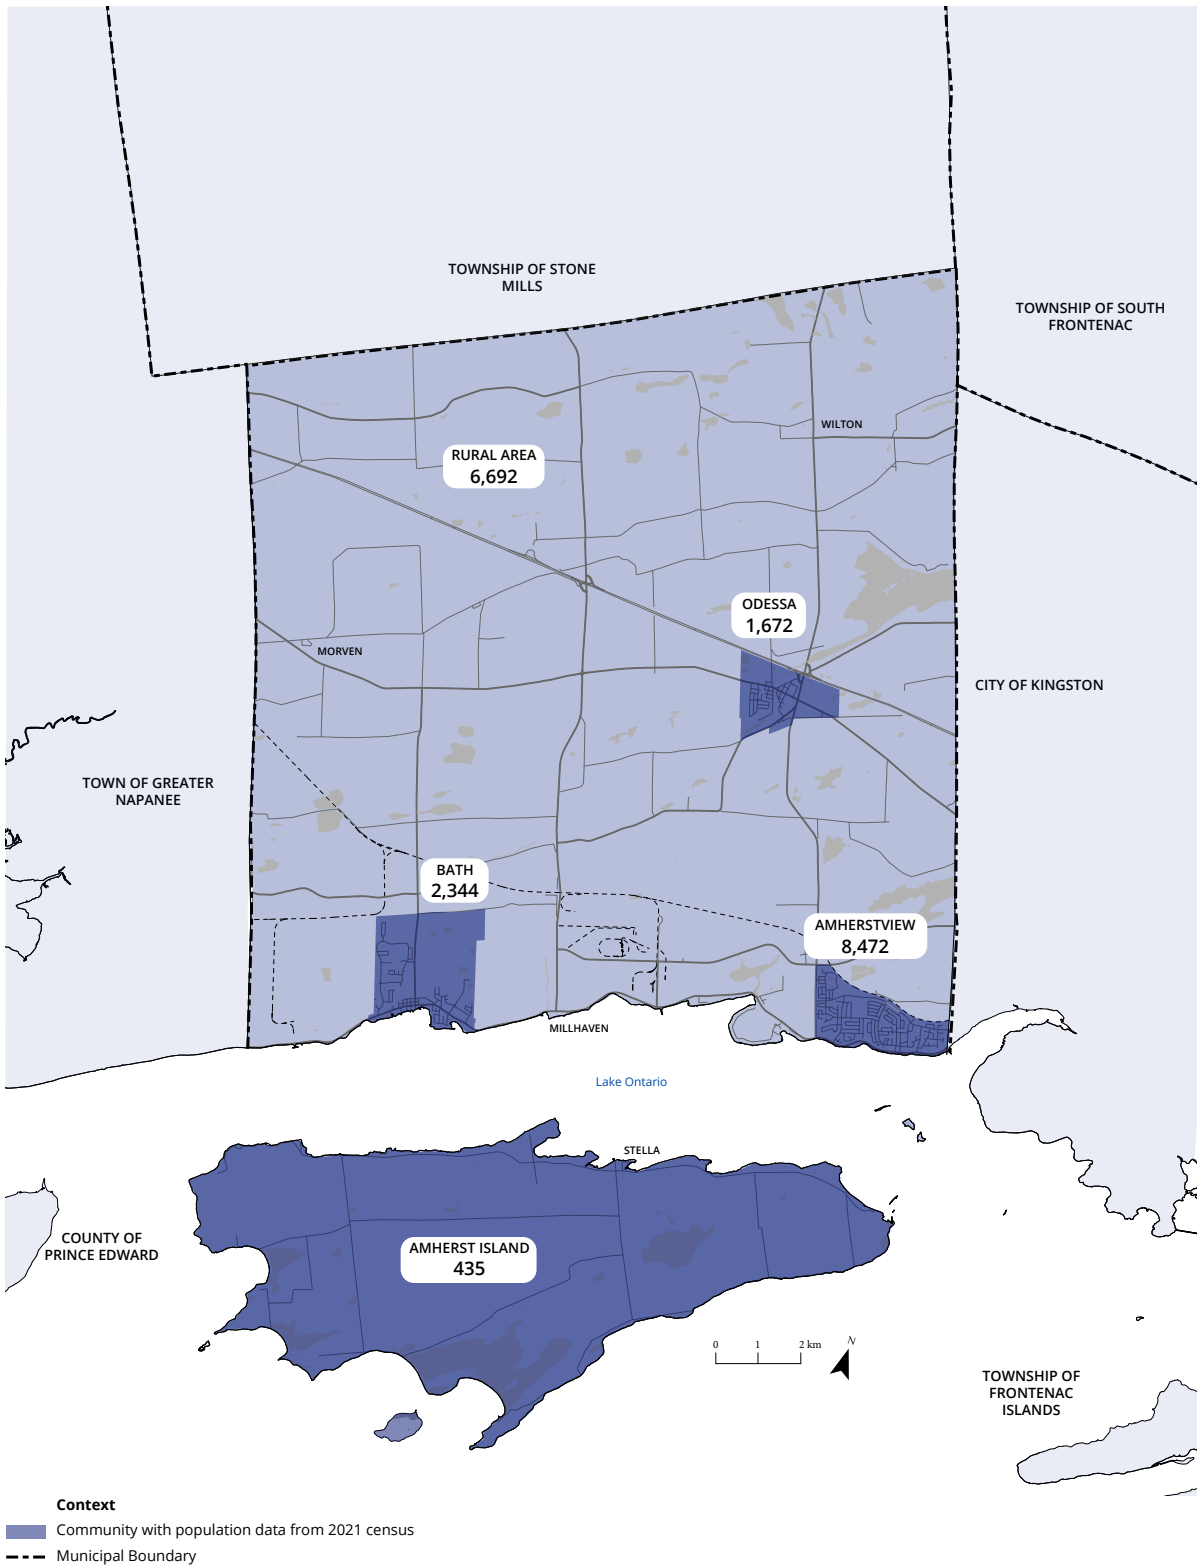 TOWNSHIP OF STONE
MILLS
TOWNSHIP OF SOUTH
FRONTENAC
WILTON
RURAL AREA
6,692
ODESSA
1,672
MORVEN
CITY OF KINGSTON
TOWN OF GREATER
NAPANEE
BATH
2,344
AMHERSTVIEW
8,472
MILLHAVEN
Lake Ontario
STELLA
COUNTY OF
PRINCE EDWARD
AMHERST ISLAND
435
0 1 2 km
N
TOWNSHIP OF
FRONTENAC
ISLANDS
Context
Community with population data from 2021 census
Municipal Boundary